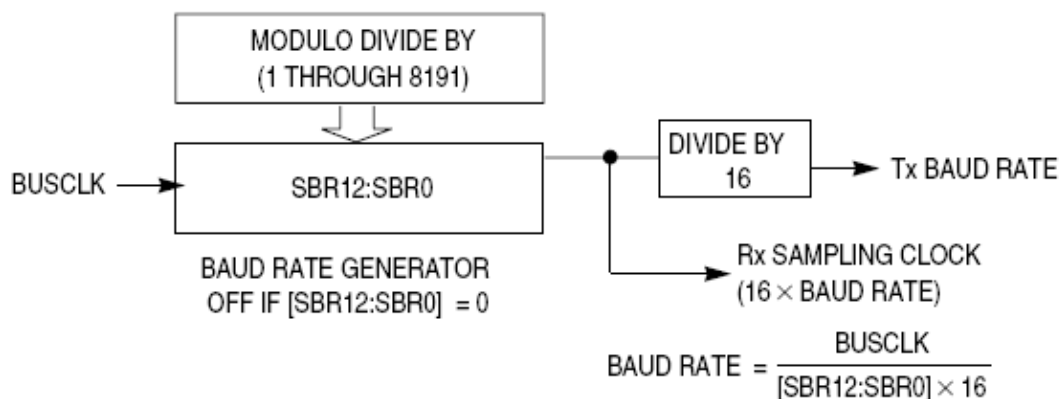 MODULO DIVIDE BY
(1 THROUGH 8191)
BUSCLK
SBR12:SBR0
DIVIDE BY
16
Tx BAUD RATE
BAUD RATE GENERATOR
OFF IF [SBR12:SBR0] = 0
Rx SAMPLING CLOCK
(16 × BAUD RATE)
BAUD RATE =
BUSCLK
[SBR12:SBR0] × 16